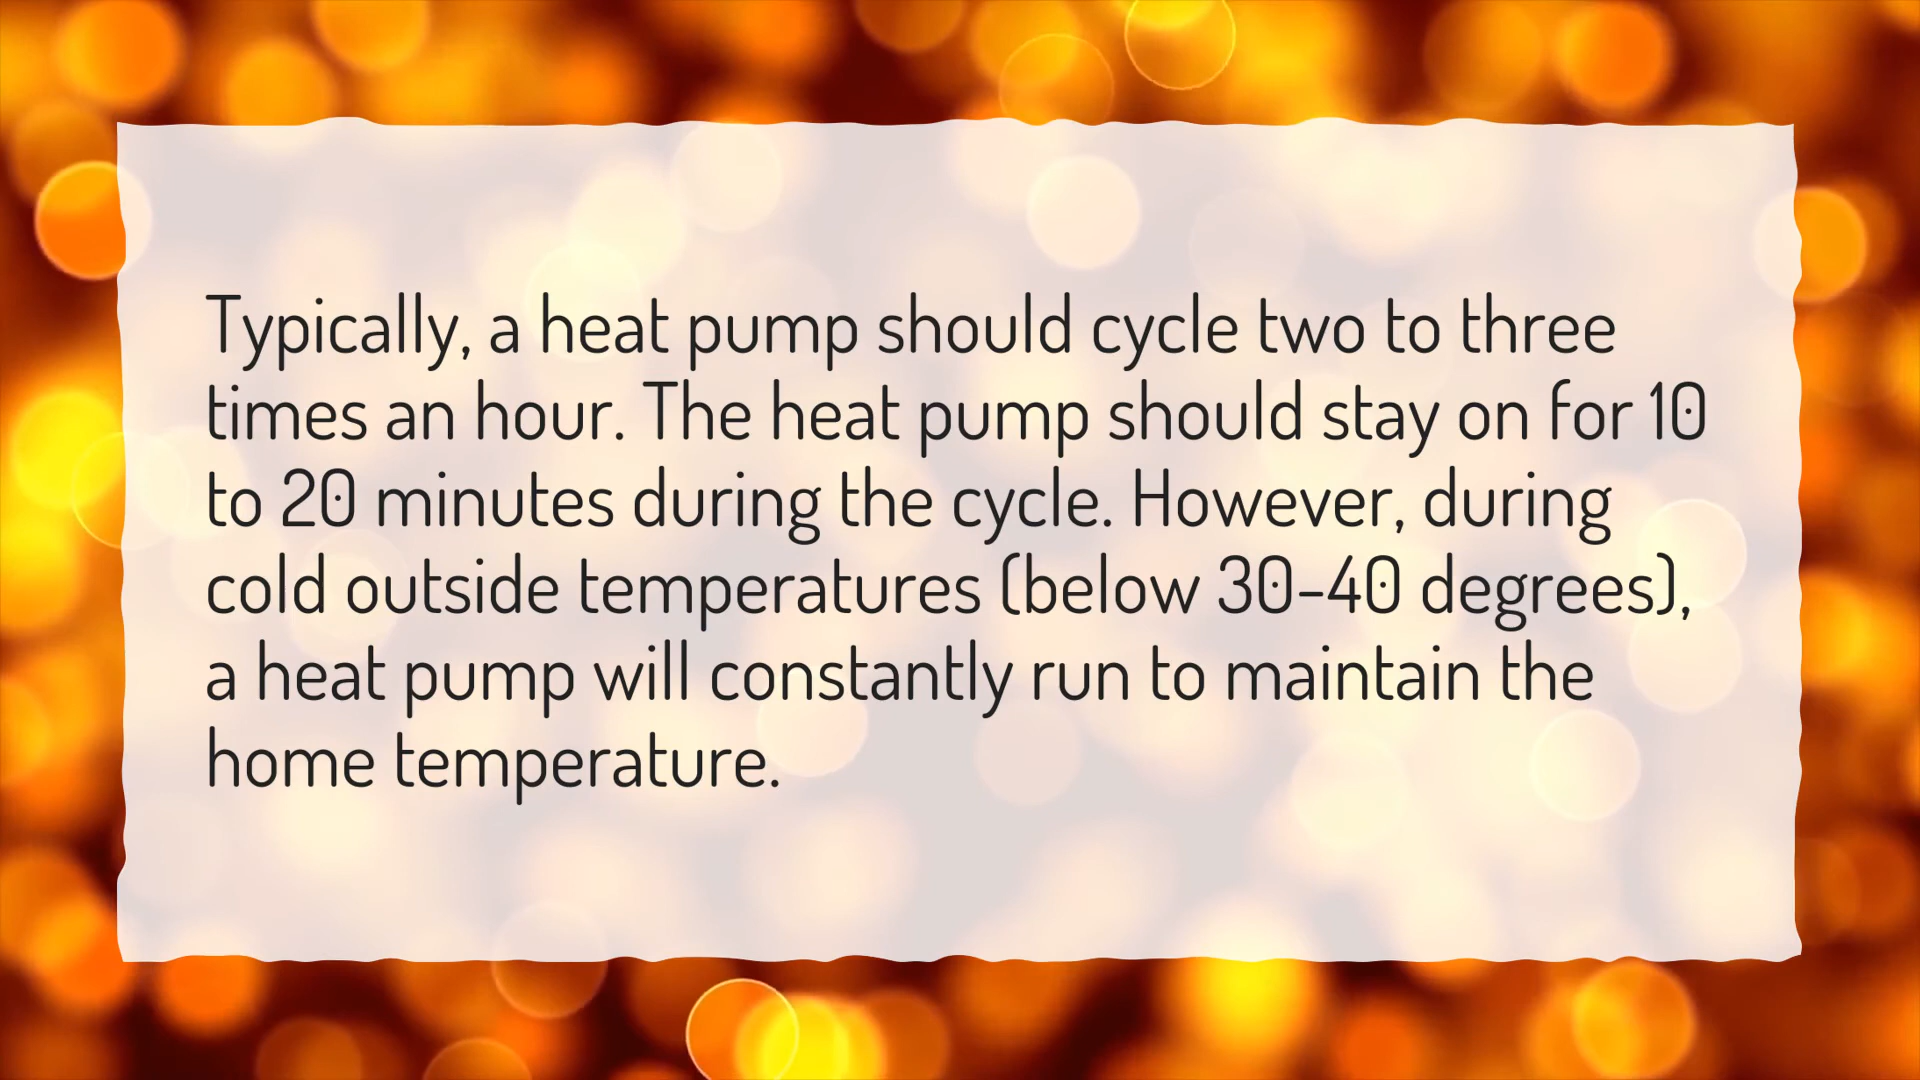 Typically, a heat pump should cycle two to three
times an hour. The heat pump should stay on for 10
to 20 minutes during the cycle. However, during
cold outside temperatures (below 30-40 degrees),
a heat pump will constantly run to maintain the
home temperature.